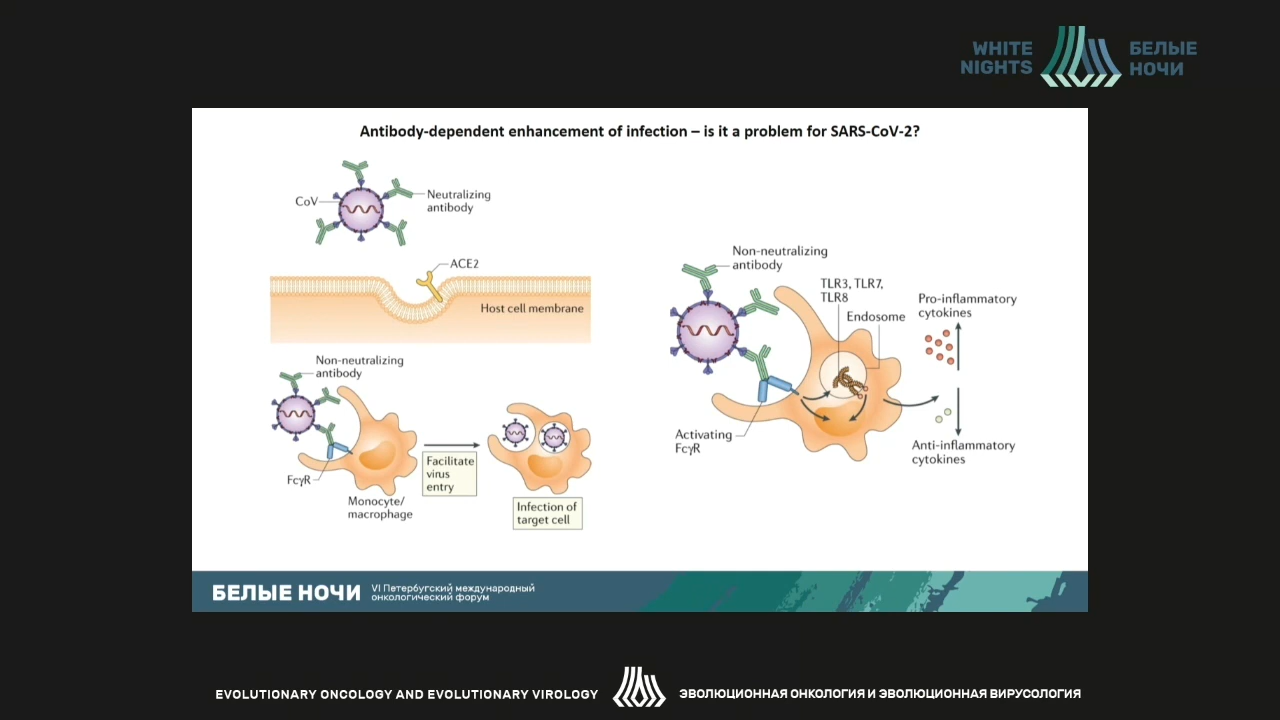 WHITE
NIGHTS
БЕЛЫЕ
НОЧИ
Antibody-dependent enhancement of infection – is it a problem for SARS-CoV-2?
CoV
Neutralizing
antibody
ACE2
Host cell membrane
Non-neutralizing
antibody
FcγR
Monocyte/
macrophage
Facilitate
virus
entry
Infection of
target cell
Non-neutralizing
antibody
TLR3, TLR7,
TLR8
Endosome
Pro-inflammatory
cytokines
Activating
FcγR
Anti-inflammatory
cytokines
БЕЛЫЕ НОЧИ
VI Петербугский международный
онкологический форум
EVOLUTIONARY ONCOLOGY AND EVOLUTIONARY VIROLOGY
ЭВОЛЮЦИОННАЯ ОНКОЛОГИЯ И ЭВОЛЮЦИОННАЯ ВИРУСОЛОГИЯ